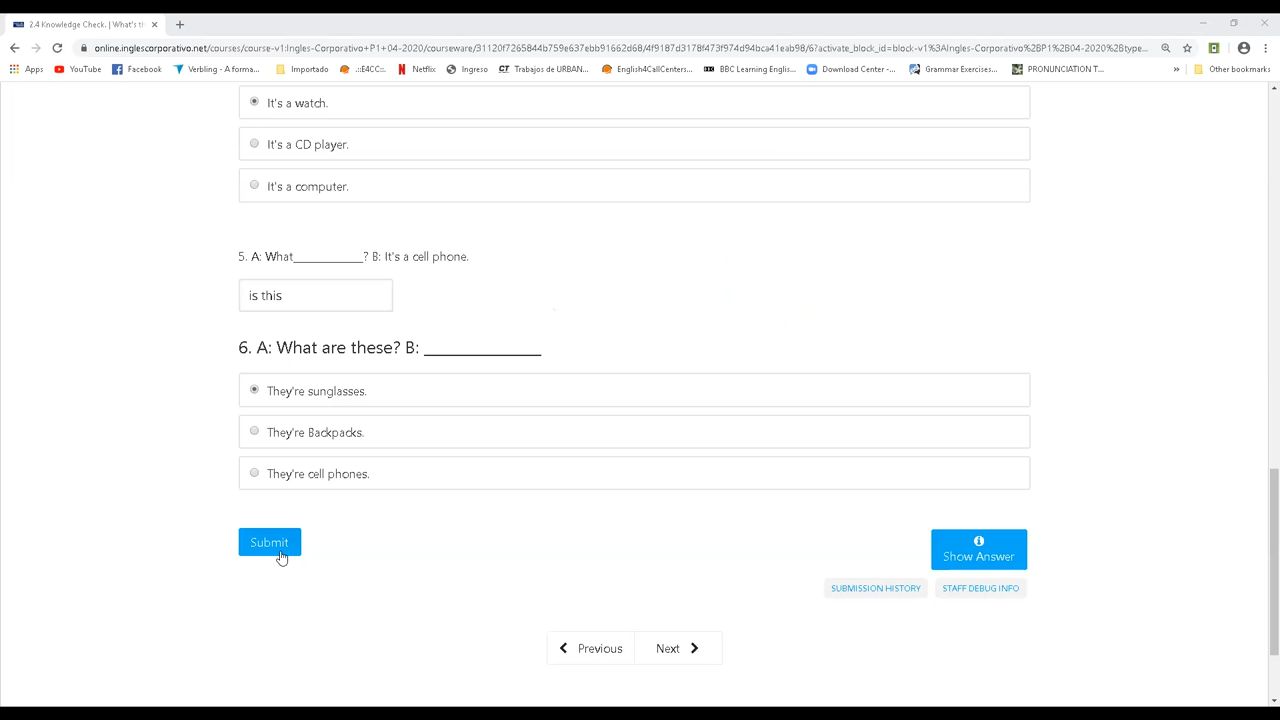 2.4 Knowledge Check. | What's th
online.inglescorporativo.net/courses/course-v1:Ingles-Corporativo+P1+04-2020/courseware/31120f7265844b759e637ebb91662d68/4f9187d3178f473f974d94bca41eab98/6?activate_block_id=block-v1%3AIngles-Corporativo%2BP1%2B04-2020%2Btype...
Apps YouTube Facebook Verbling - A forma... Importado .::E4CC::. Netflix Ingreso Trabajos de URBAN... English4CallCenters... BBC Learning Englis... Download Center -... Grammar Exercises... PRONUNCIATION T... » Other bookmarks
It's a watch.
It's a CD player.
It's a computer.
5. A: What___________? B: It's a cell phone.
is this
6. A: What are these? B: ______________
They're sunglasses.
They're Backpacks.
They're cell phones.
Submit
Show Answer
SUBMISSION HISTORY STAFF DEBUG INFO
Previous Next